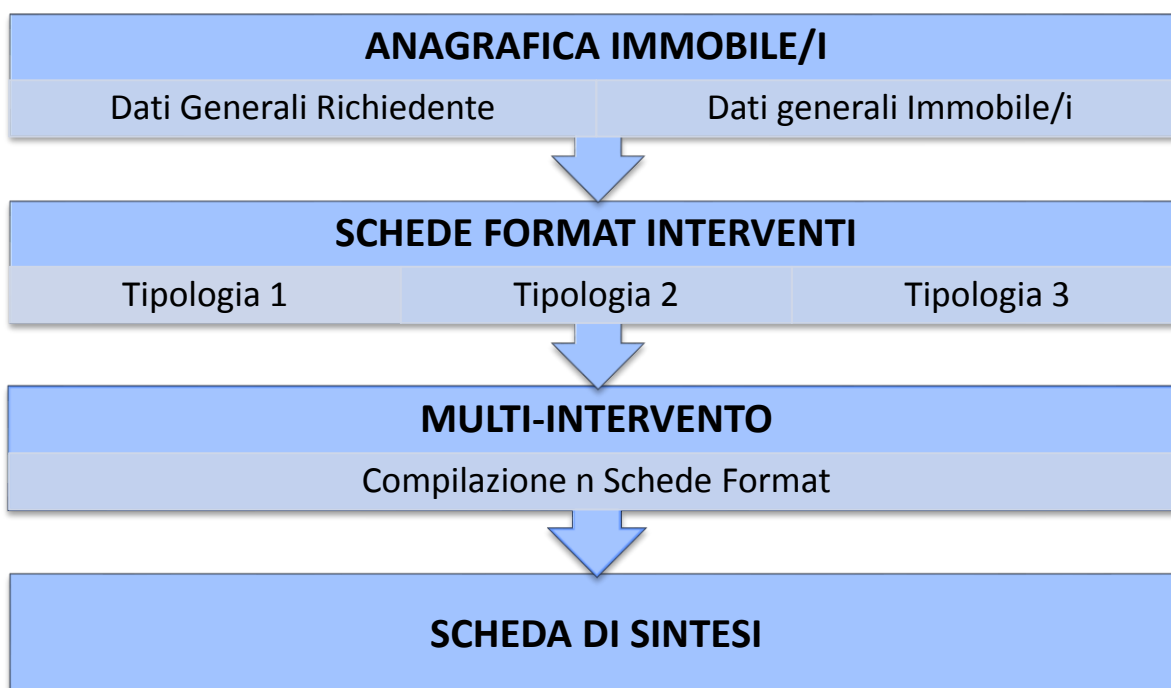 ANAGRAFICA IMMOBILE/I
Dati Generali Richiedente
Dati generali Immobile/i
SCHEDE FORMAT INTERVENTI
Tipologia 1
Tipologia 2
Tipologia 3
MULTI-INTERVENTO
Compilazione n Schede Format
SCHEDA DI SINTESI